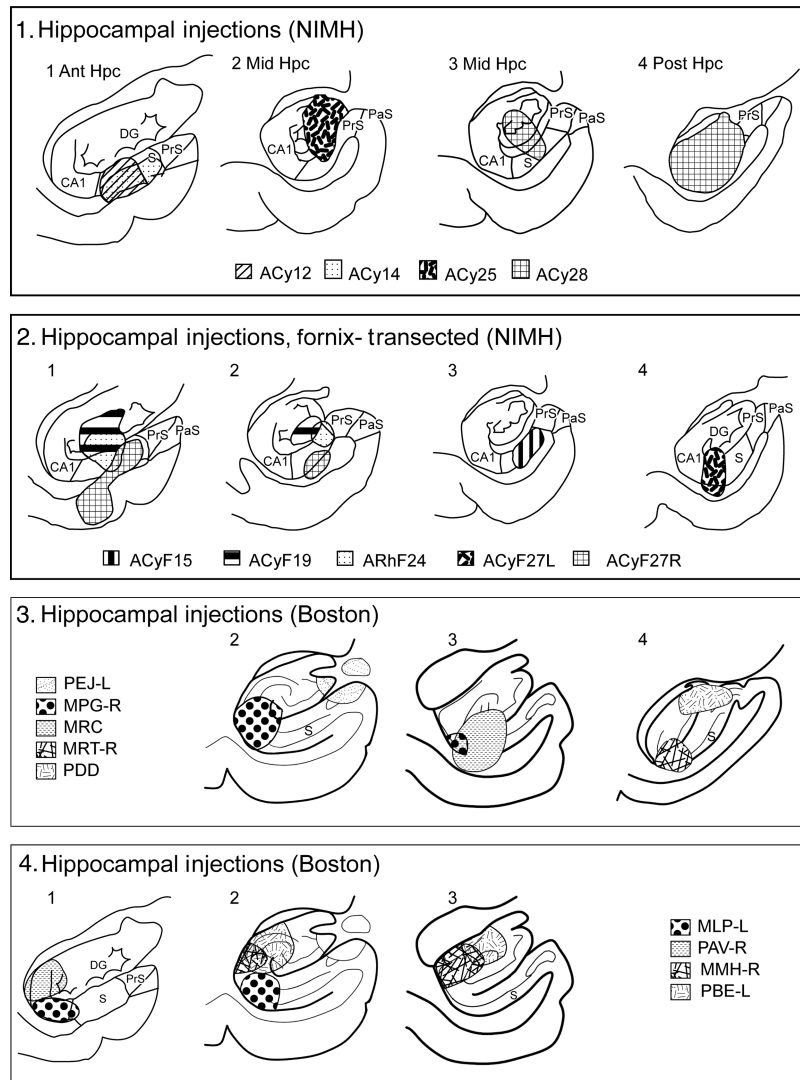 1. Hippocampal injections (NIMH)
1 Ant Hpc
2 Mid Hpc
3 Mid Hpc
4 Post Hpc
DG
CA1
S
PrS
CA1
PrS
PaS
CA1
S
PrS
PaS
PrS
ACy12 ACy14 ACy25 ACy28
2. Hippocampal injections, fornix- transected (NIMH)
1
2
3
4
CA1
PrS
PaS
CA1
PrS
PaS
CA1
PrS
PaS
DG
CA1
S
PrS
PaS
ACyF15 ACyF19 ARhF24 ACyF27L ACyF27R
3. Hippocampal injections (Boston)
2
3
4
PEJ-L
MPG-R
MRC
MRT-R
PDD
S
S
4. Hippocampal injections (Boston)
1
2
3
DG
S
PrS
S
MLP-L
PAV-R
MMH-R
PBE-L